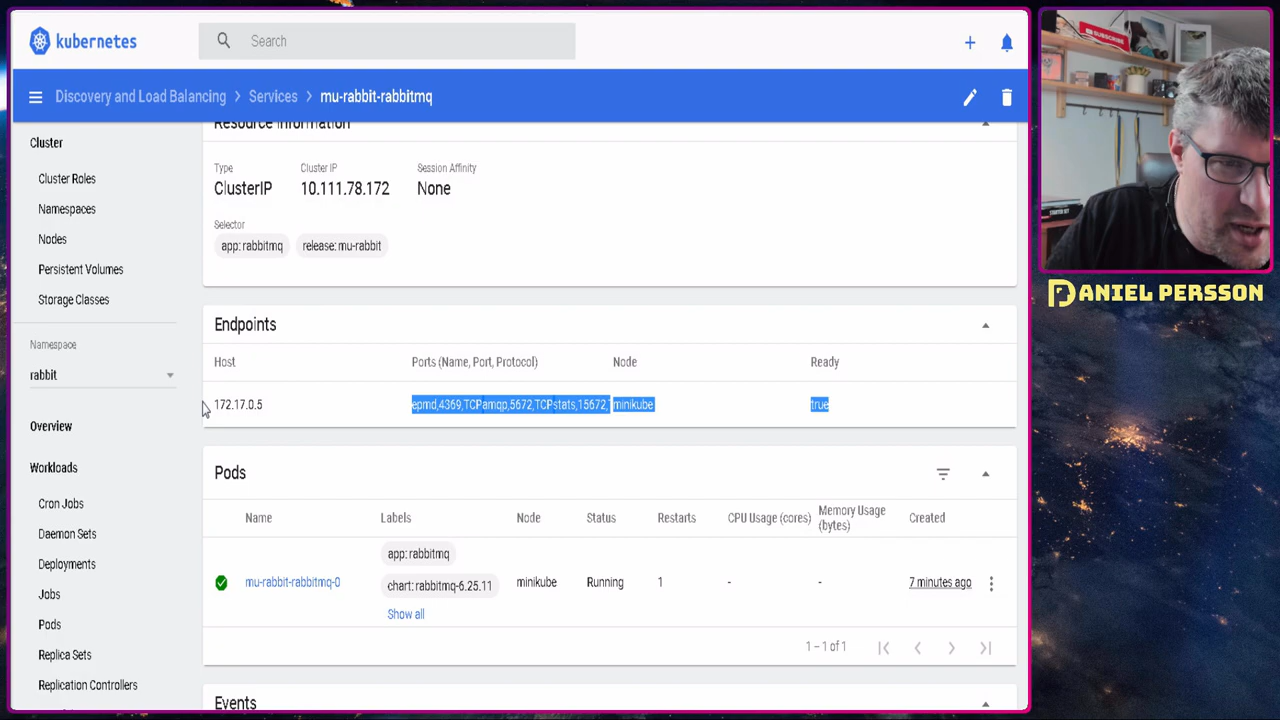 kubernetes
Search
Discovery and Load Balancing > Services > mu-rabbit-rabbitmq
Resource information
Cluster
Cluster Roles
Namespaces
Nodes
Persistent Volumes
Storage Classes
Namespace
rabbit
Overview
Workloads
Cron Jobs
Daemon Sets
Deployments
Jobs
Pods
Replica Sets
Replication Controllers
Type Cluster IP Session Affinity
ClusterIP 10.111.78.172 None
Selector
app: rabbitmq release: mu-rabbit
Endpoints
Host Ports (Name, Port, Protocol) Node Ready
172.17.0.5 epmd,4369,TCPamqp,5672,TCPstats,15672, minikube true
Pods
Name Labels Node Status Restarts CPU Usage (cores) Memory Usage (bytes) Created
mu-rabbit-rabbitmq-0 app: rabbitmq minikube Running 1 - - 7 minutes ago
chart: rabbitmq-6.25.11
Show all
1 – 1 of 1
Events
SUBSCRIBE
DANIEL PERSSON